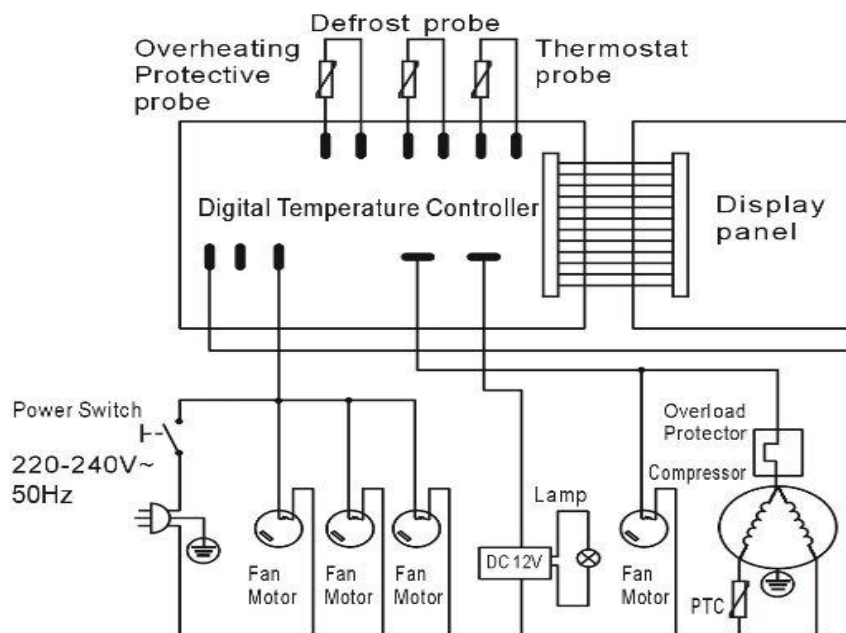 Defrost probe
Overheating
Protective
probe
Thermostat
probe
Digital Temperature Controller
Display
panel
Power Switch
220-240V~
50Hz
Overload
Protector
Compressor
Lamp
DC 12V
Fan
Motor
Fan
Motor
Fan
Motor
Fan
Motor
PTC